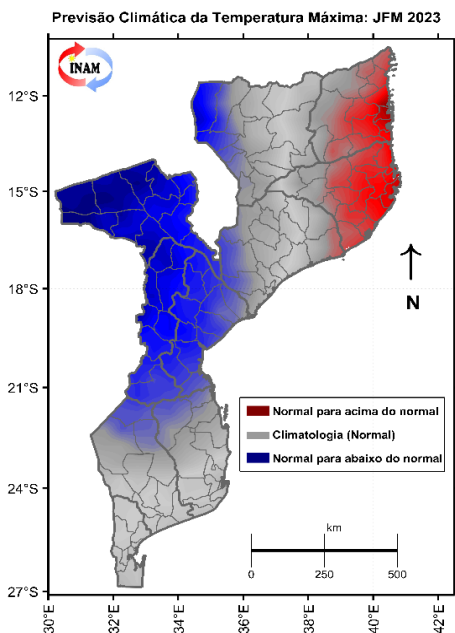 Previsão Climática da Temperatura Máxima: JFM 2023
INAM
12°S
15°S
18°S
21°S
24°S
27°S
N
Normal para acima do normal
Climatologia (Normal)
Normal para abaixo do normal
km
0 250 500
30°E 32°E 34°E 36°E 38°E 40°E 42°E